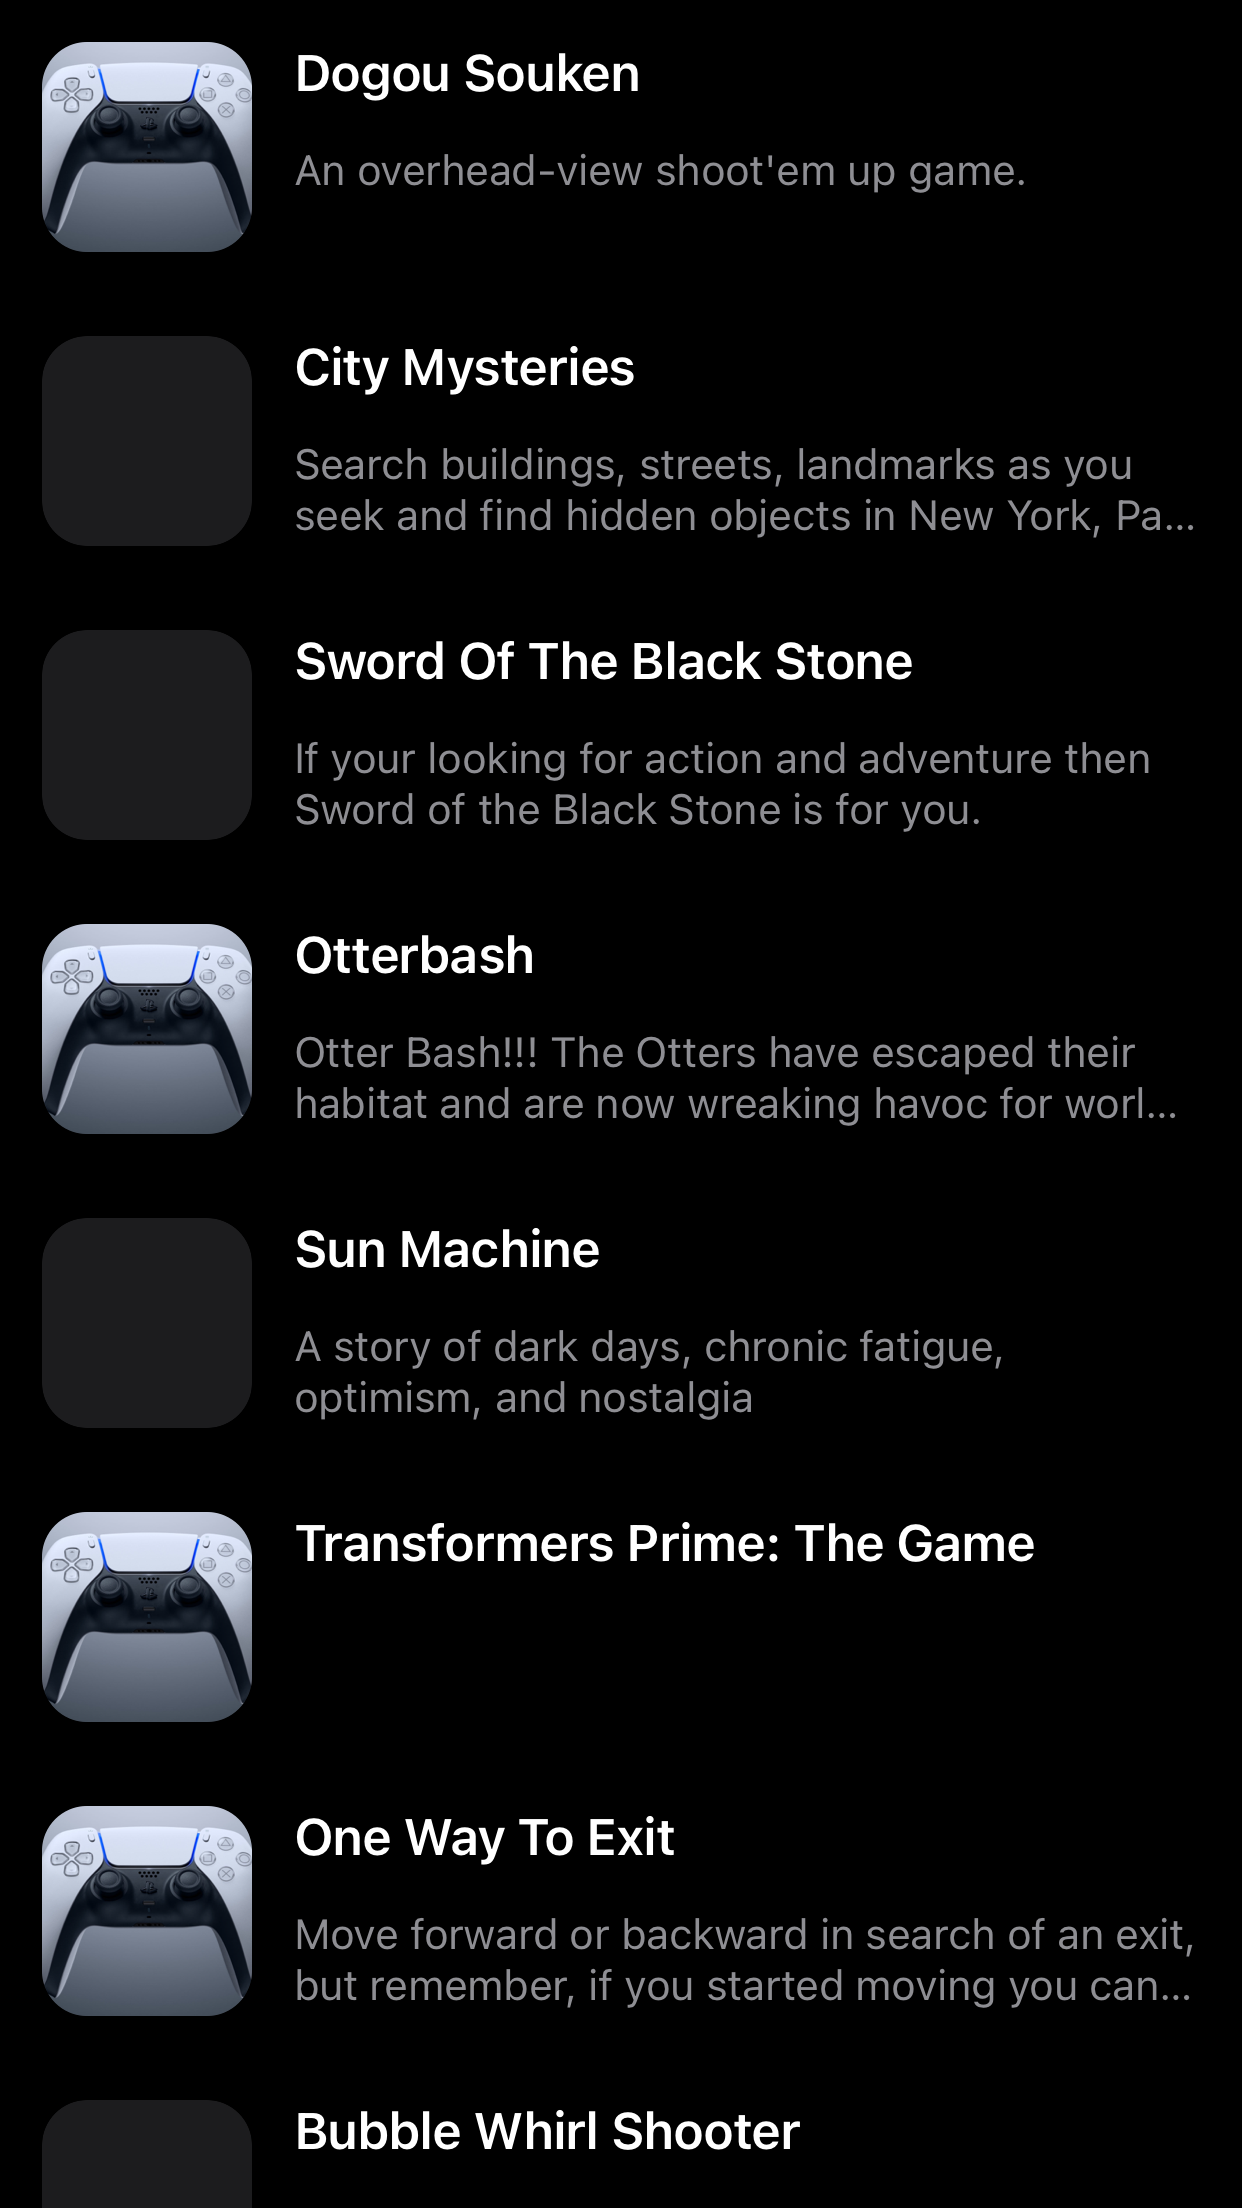 Dogou Souken
An overhead-view shoot'em up game.
City Mysteries
Search buildings, streets, landmarks as you
seek and find hidden objects in New York, Pa...
Sword Of The Black Stone
If your looking for action and adventure then
Sword of the Black Stone is for you.
Otterbash
Otter Bash!!! The Otters have escaped their
habitat and are now wreaking havoc for worl...
Sun Machine
A story of dark days, chronic fatigue,
optimism, and nostalgia
Transformers Prime: The Game
One Way To Exit
Move forward or backward in search of an exit,
but remember, if you started moving you can...
Bubble Whirl Shooter